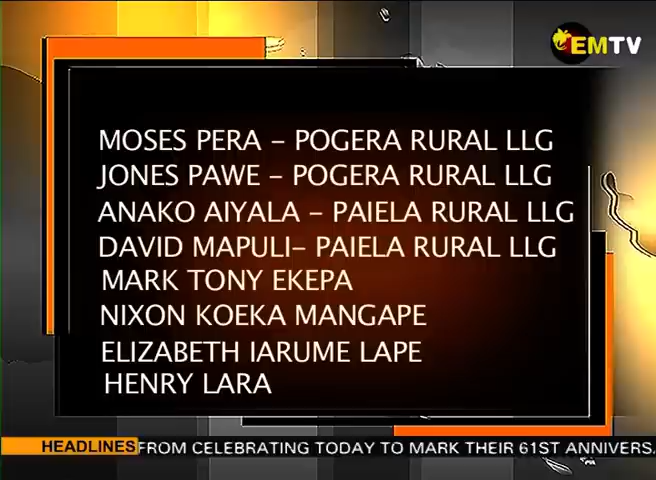 EMTV
MOSES PERA – POGERA RURAL LLG
JONES PAWE – POGERA RURAL LLG
ANAKO AIYALA – PAIELA RURAL LLG
DAVID MAPULI– PAIELA RURAL LLG
MARK TONY EKEPA
NIXON KOEKA MANGAPE
ELIZABETH IARUME LAPE
HENRY LARA
HEADLINES FROM CELEBRATING TODAY TO MARK THEIR 61ST ANNIVERS